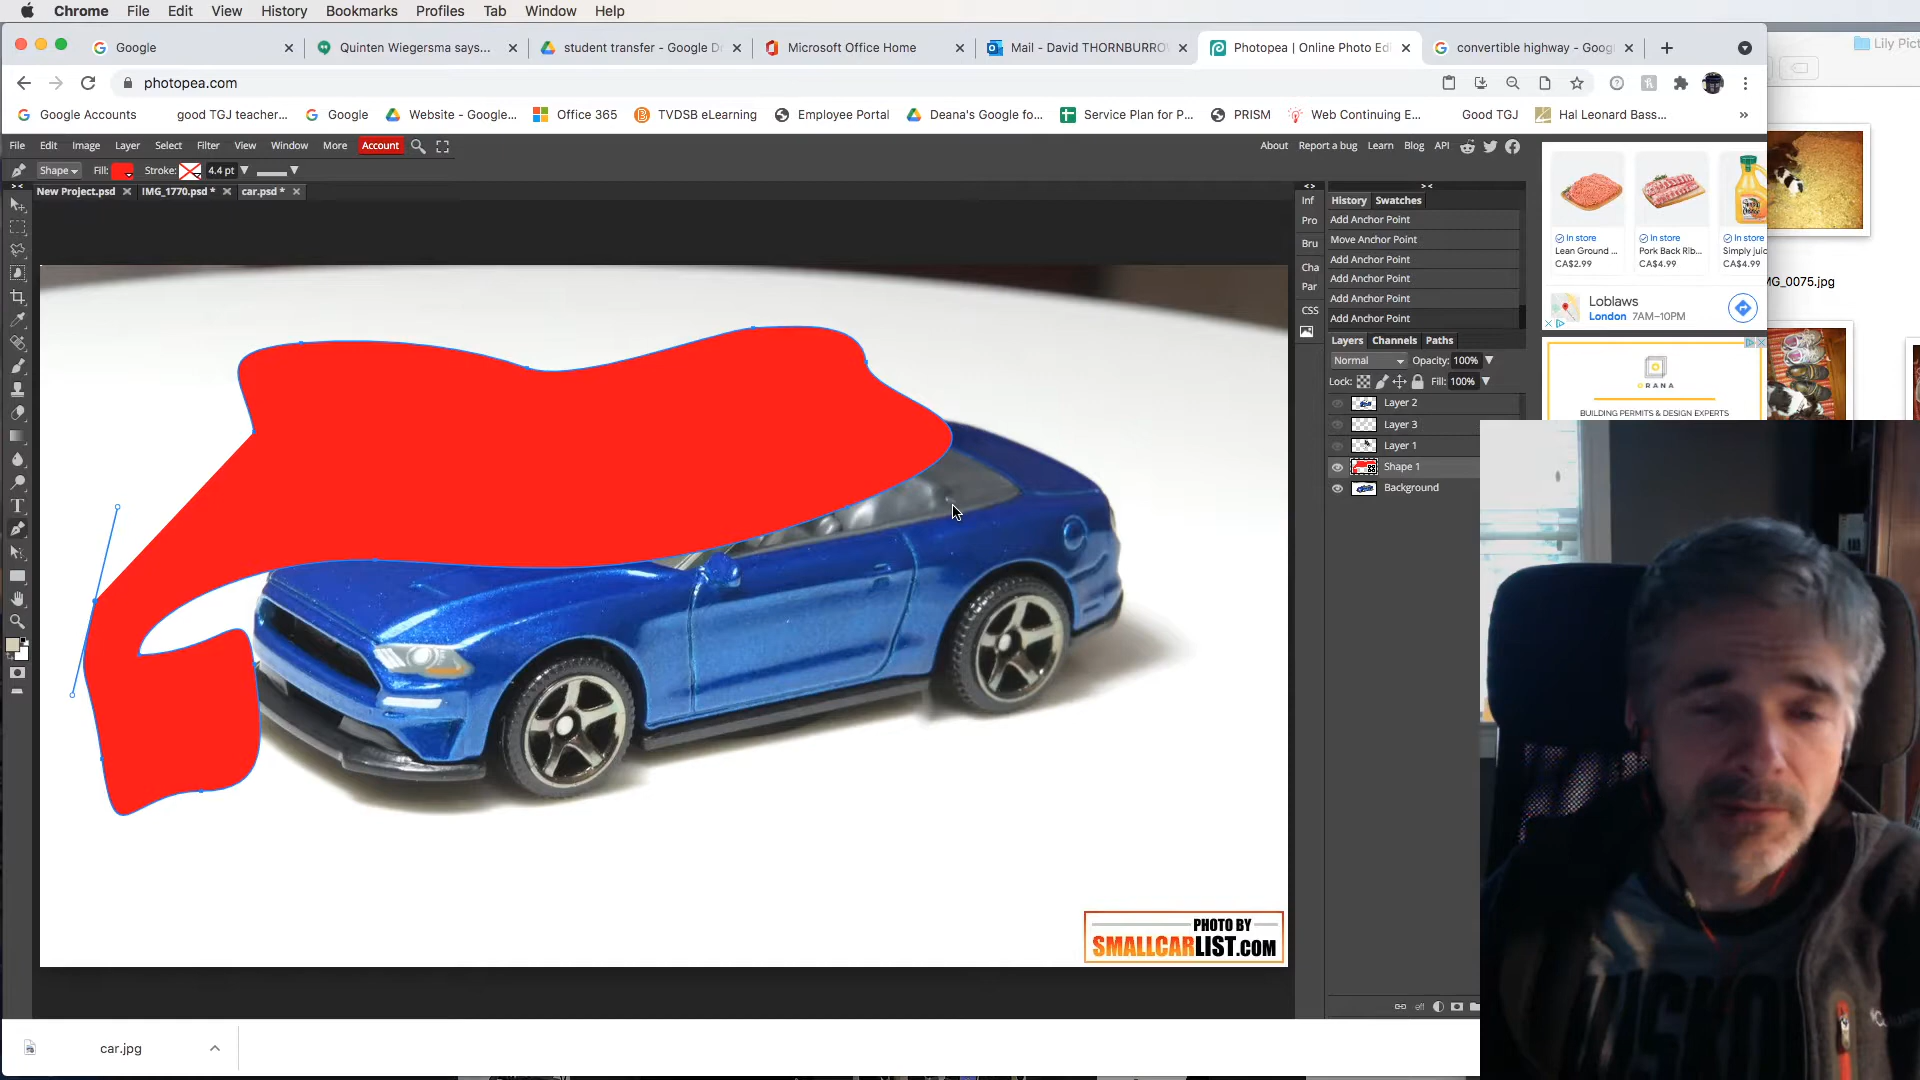 Chrome File Edit View History Bookmarks Profiles Tab Window Help
Google
Quinten Wiegersma says...
student transfer - Google Dr
Microsoft Office Home
Mail - David THORNBURRO
Photopea | Online Photo Edi
convertible highway - Goog
Lily Pict
photopea.com
Google Accounts
good TGJ teacher...
Google
Website - Google...
Office 365
TVDSB eLearning
Employee Portal
Deana's Google fo...
Service Plan for P...
PRISM
Web Continuing E...
Good TGJ
Hal Leonard Bass...
File Edit Image Layer Select Filter View Window More Account
About Report a bug Learn Blog API
Shape Fill: Stroke: 4.4 pt
New Project.psd
IMG_1770.psd *
car.psd *
Inf
Pro
Bru
Cha
Par
CSS
History Swatches
Add Anchor Point
Move Anchor Point
Add Anchor Point
Add Anchor Point
Add Anchor Point
Add Anchor Point
Layers Channels Paths
Normal Opacity: 100%
Lock: Fill: 100%
Layer 2
Layer 3
Layer 1
Shape 1
Background
eff
In store
Lean Ground ...
CA$2.99
In store
Pork Back Rib...
CA$4.99
In store
Simply juic
CA$4.99
Loblaws
London 7AM–10PM
ORANA
BUILDING PERMITS & DESIGN EXPERTS
MG_0075.jpg
PHOTO BY
SMALLCARLIST.COM
car.jpg